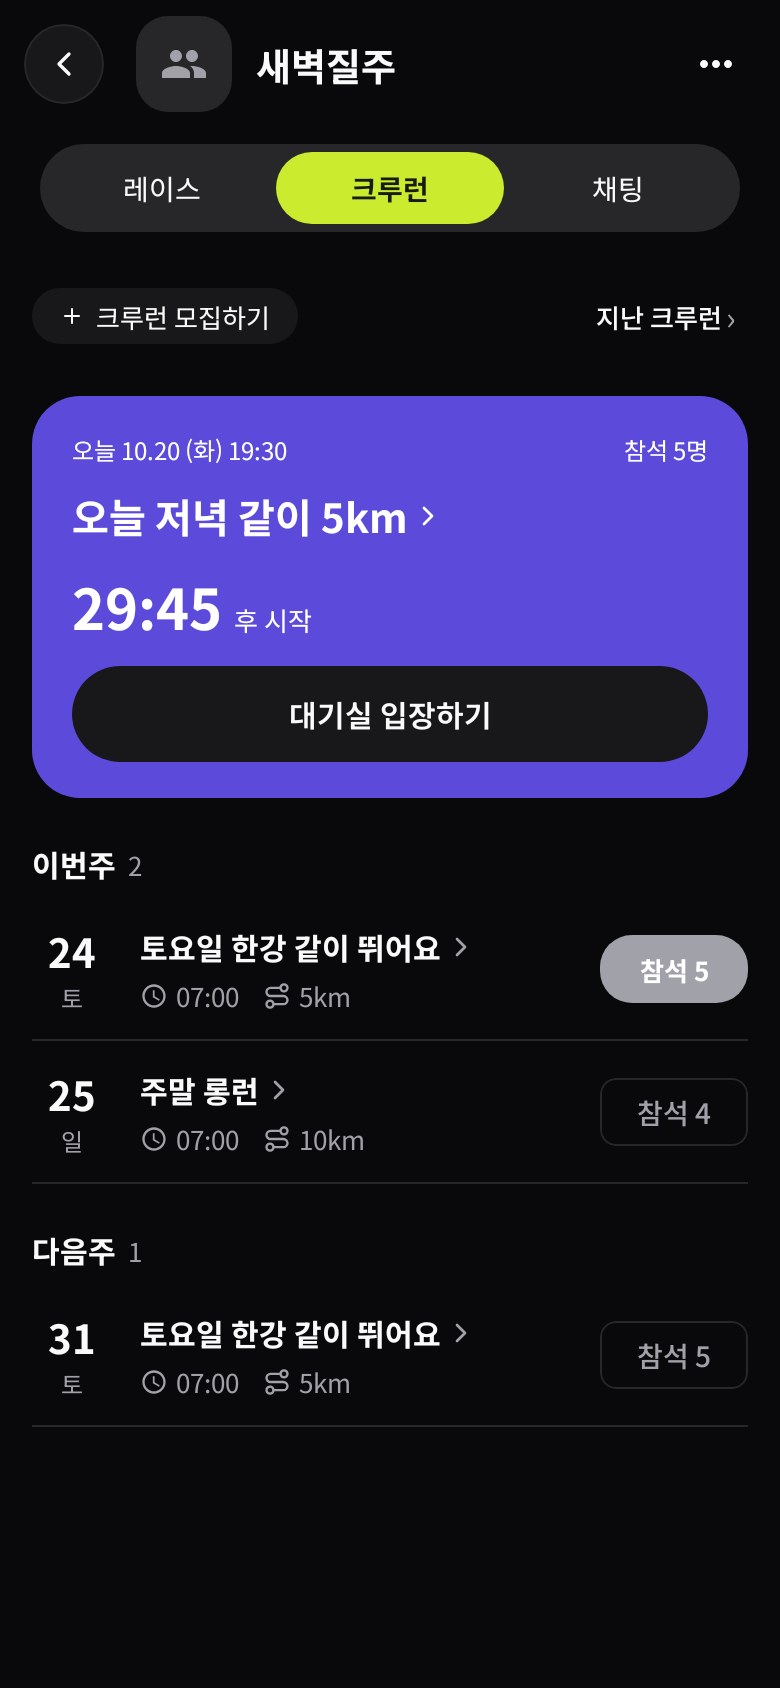 새벽질주
레이스
크루런
채팅
+ 크루런 모집하기
지난 크루런 ›
오늘 10.20 (화) 19:30
참석 5명
오늘 저녁 같이 5km
29:45 후 시작
대기실 입장하기
이번주 2
24
토
토요일 한강 같이 뛰어요
07:00 5km
참석 5
25
일
주말 롱런
07:00 10km
참석 4
다음주 1
31
토
토요일 한강 같이 뛰어요
07:00 5km
참석 5